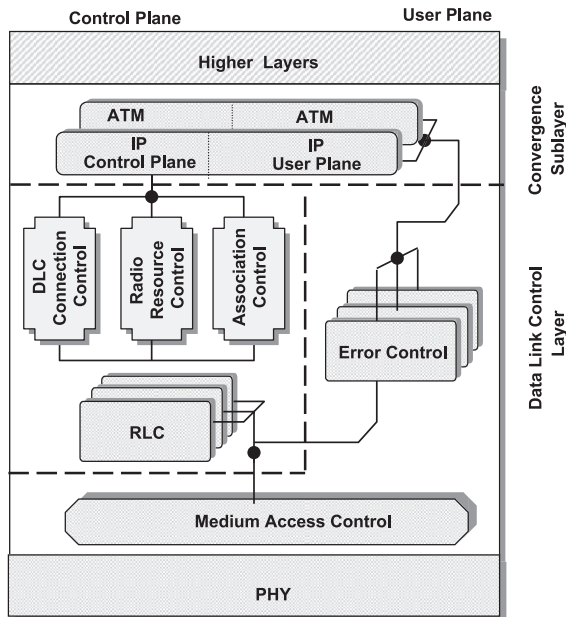 Control Plane
User Plane
Higher Layers
ATM
ATM
IP
Control Plane
IP
User Plane
Convergence
Sublayer
DLC
Connection
Control
Radio
Resource
Control
Association
Control
Error Control
Data Link Control
Layer
RLC
Medium Access Control
PHY